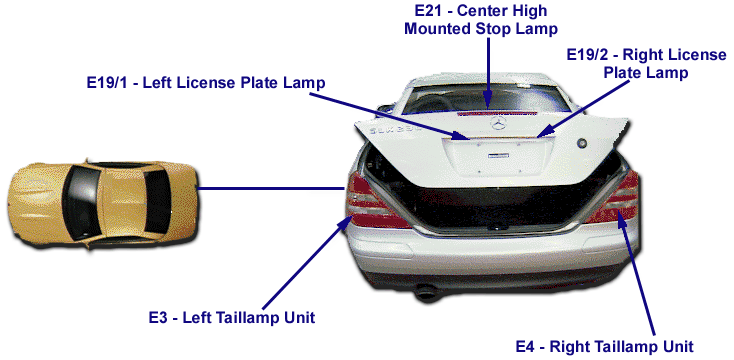 E21 - Center High
Mounted Stop Lamp
E19/2 - Right License
Plate Lamp
E19/1 - Left License Plate Lamp
E3 - Left Taillamp Unit
E4 - Right Taillamp Unit